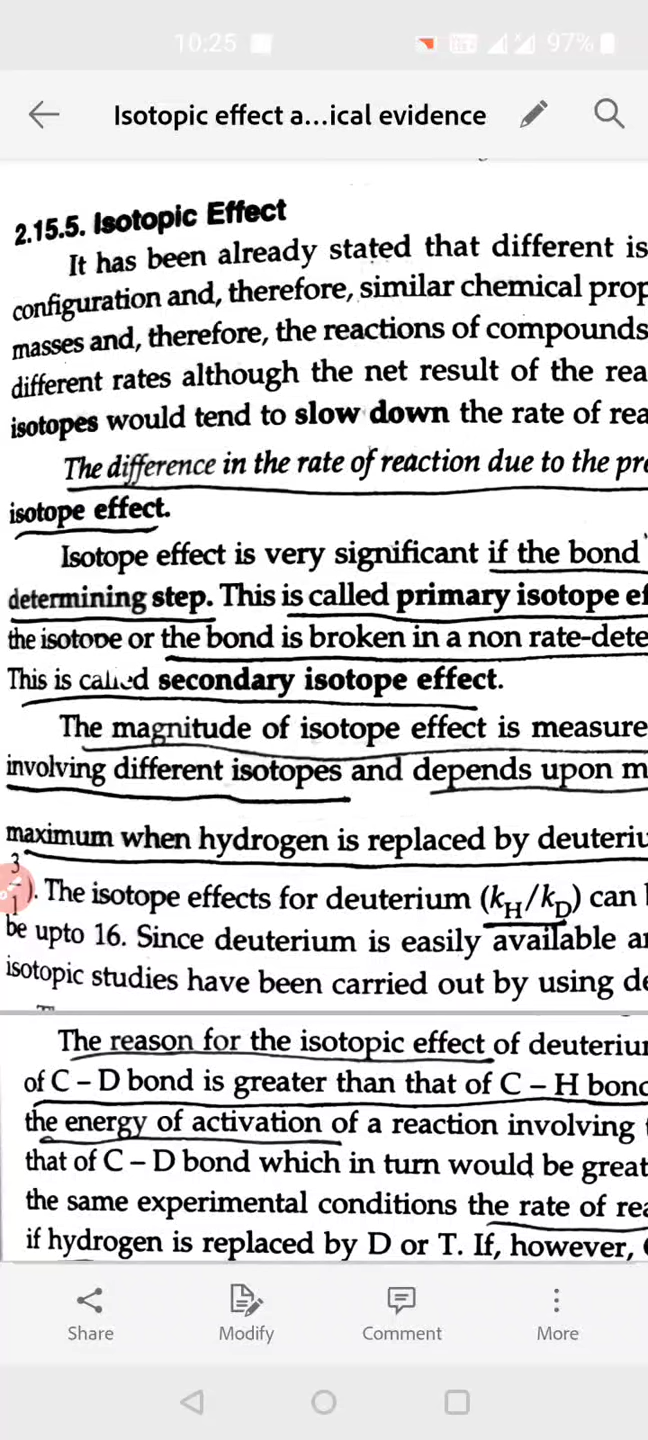 10:25
97%
Isotopic effect a...ical evidence
2.15.5. Isotopic Effect
It has been already stated that different is
configuration and, therefore, similar chemical prop
masses and, therefore, the reactions of compounds
different rates although the net result of the rea
isotopes would tend to slow down the rate of rea
The difference in the rate of reaction due to the pre
isotope effect.
Isotope effect is very significant if the bond
determining step. This is called primary isotope ef
the isotope or the bond is broken in a non rate-dete
This is called secondary isotope effect.
The magnitude of isotope effect is measure
involving different isotopes and depends upon m
maximum when hydrogen is replaced by deuteriu
3
1 ). The isotope effects for deuterium (kH/kD) can
be upto 16. Since deuterium is easily available a
isotopic studies have been carried out by using de
The reason for the isotopic effect of deuteriu
of C – D bond is greater than that of C – H bond
the energy of activation of a reaction involving
that of C – D bond which in turn would be great
the same experimental conditions the rate of rea
if hydrogen is replaced by D or T. If, however,
Share Modify Comment More